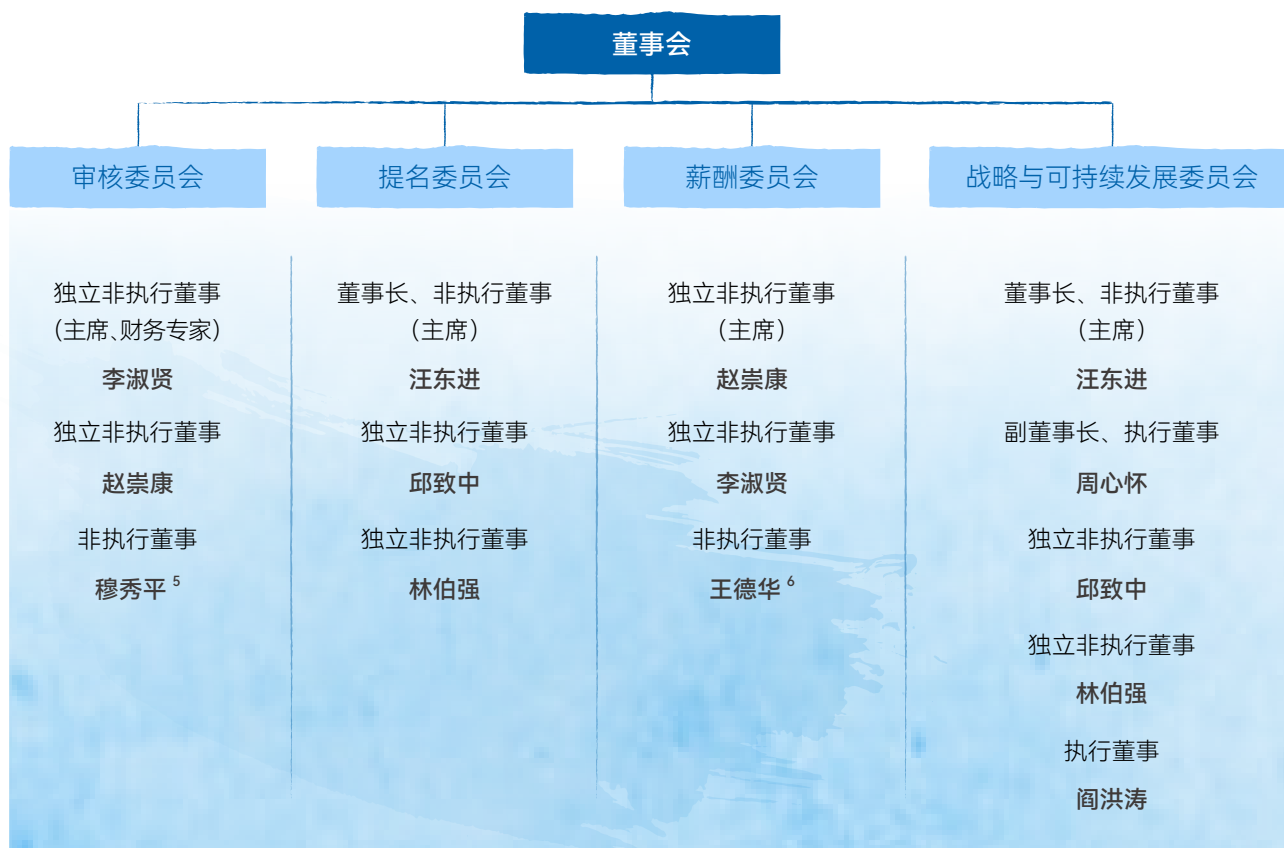 董事会
审核委员会
独立非执行董事
（主席、财务专家）
李淑贤
独立非执行董事
赵崇康
非执行董事
穆秀平 5
提名委员会
董事长、非执行董事
（主席）
汪东进
独立非执行董事
邱致中
独立非执行董事
林伯强
薪酬委员会
独立非执行董事
（主席）
赵崇康
独立非执行董事
李淑贤
非执行董事
王德华 6
战略与可持续发展委员会
董事长、非执行董事
（主席）
汪东进
副董事长、执行董事
周心怀
独立非执行董事
邱致中
独立非执行董事
林伯强
执行董事
阎洪涛